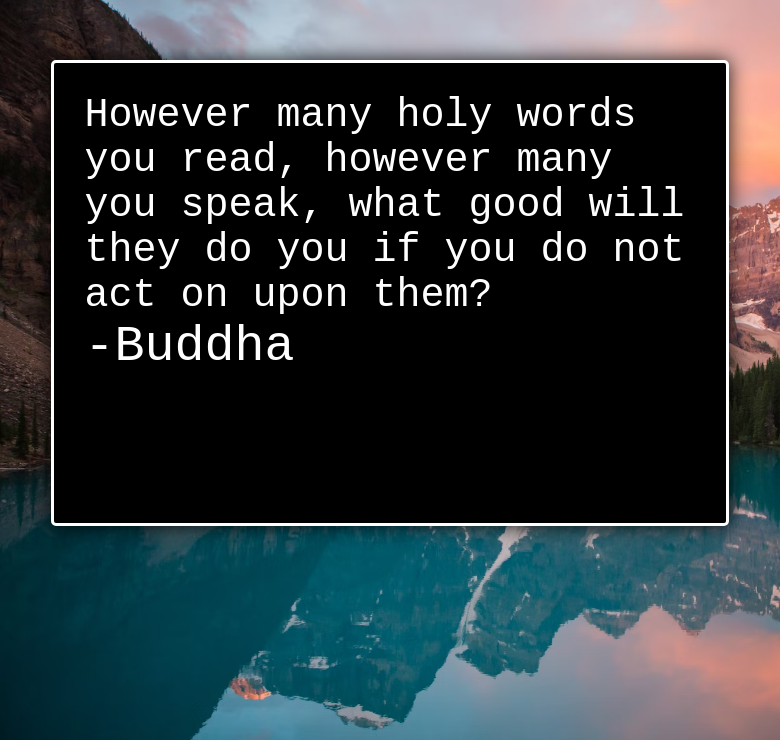 However many holy words
you read, however many
you speak, what good will
they do you if you do not
act on upon them?
-Buddha